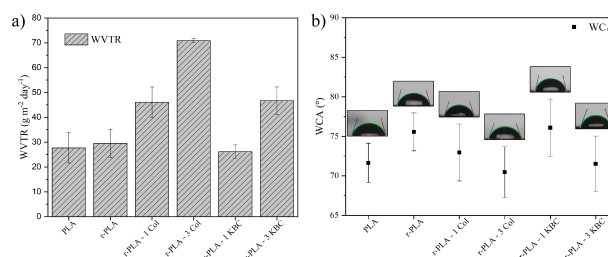 a)
80
70
60
50
40
30
20
10
0
WVTR (g m-2 day-1)
WVTR
PLA
r-PLA
r-PLA - 1 Col
r-PLA - 3 Col
r-PLA - 1 KBC
r-PLA - 3 KBC
b)
90
85
80
75
70
65
WCA (º)
WCA
PLA
r-PLA
r-PLA - 1 Col
r-PLA - 3 Col
r-PLA - 1 KBC
r-PLA - 3 KBC